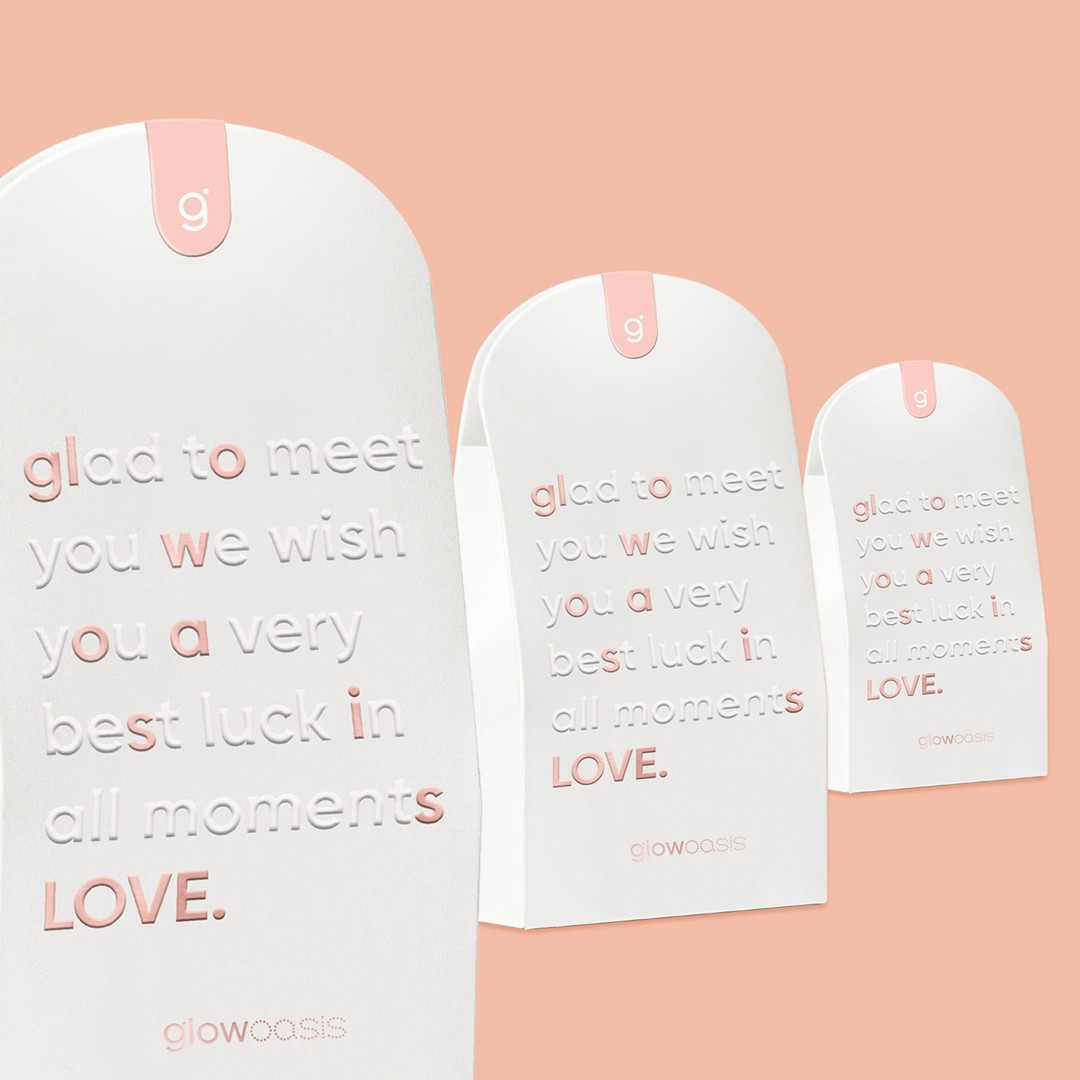 g
glad to meet
you we wish
you a very
best luck in
all moments
LOVE.
glowoasis
g
glad to meet
you we wish
you a very
best luck in
all moments
LOVE.
glowoasis
g
glad to meet
you we wish
you a very
best luck in
all moments
LOVE.
glowoasis